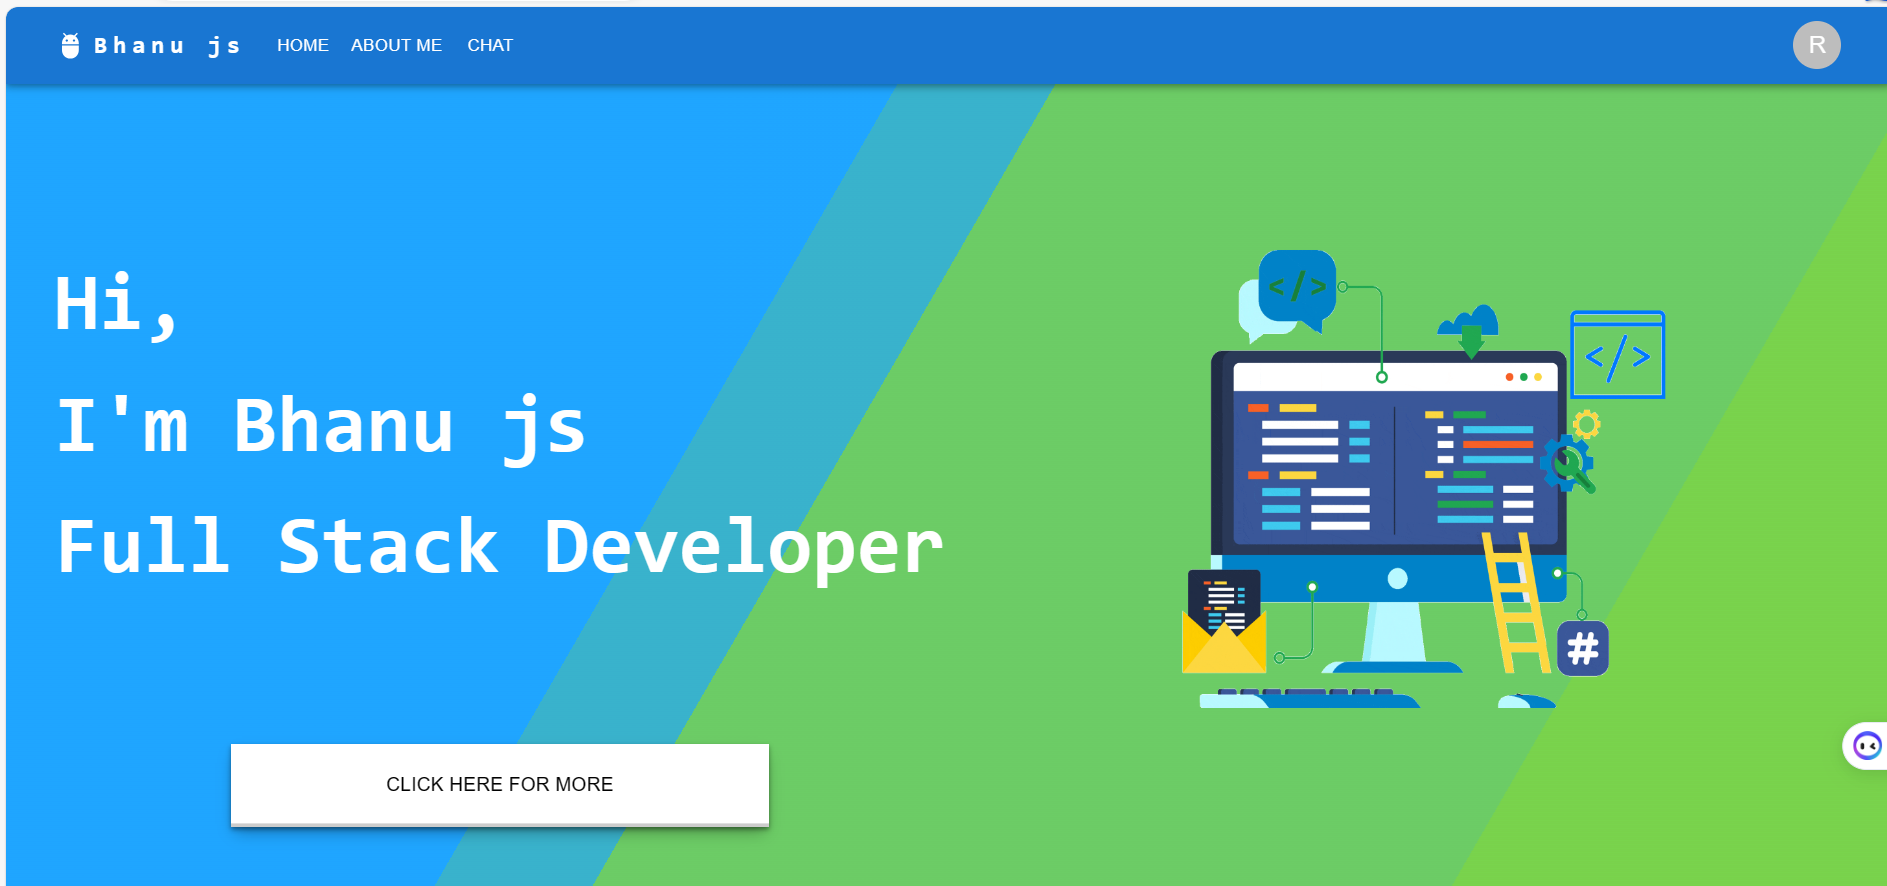 Bhanu js
HOME
ABOUT ME
CHAT
R
Hi,
I'm Bhanu js
Full Stack Developer
</>
</>
#
CLICK HERE FOR MORE